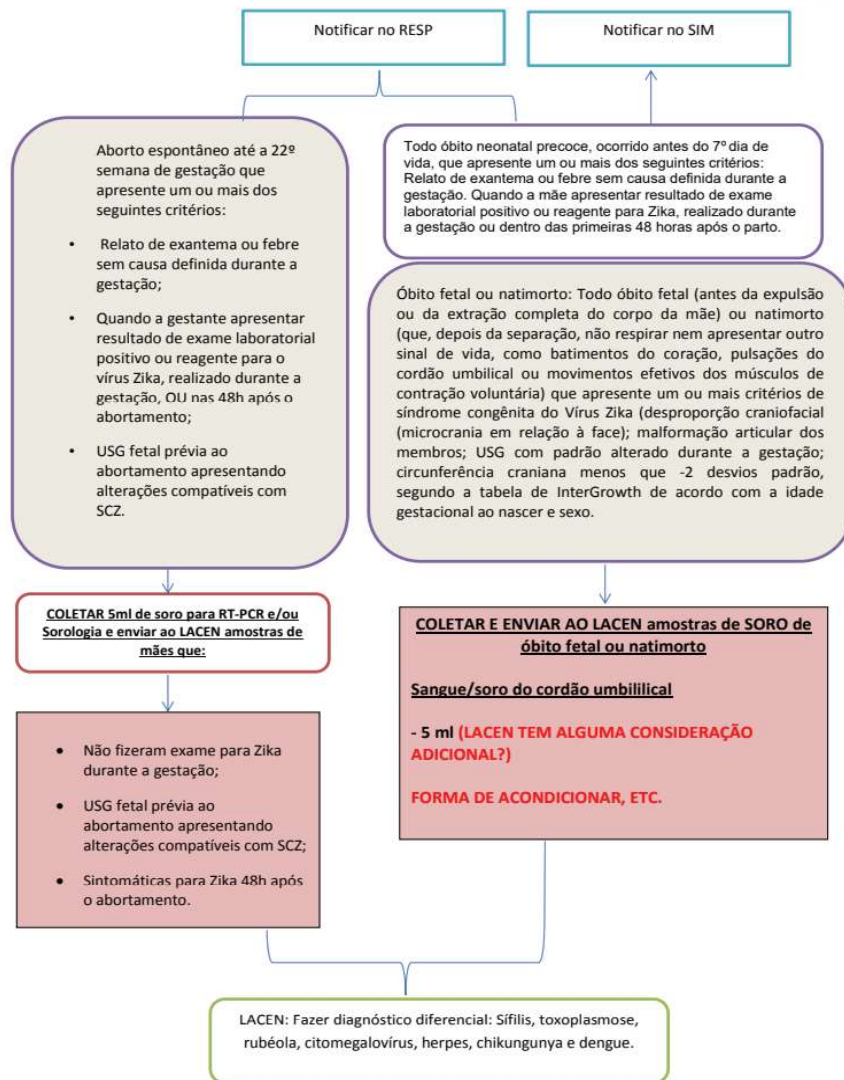 Notificar no RESP
Notificar no SIM
Aborto espontâneo até a 22º
semana de gestação que
apresente um ou mais dos
seguintes critérios:
• Relato de exantema ou febre
sem causa definida durante a
gestação;
• Quando a gestante apresentar
resultado de exame laboratorial
positivo ou reagente para o
vírus Zika, realizado durante a
gestação, OU nas 48h após o
abortamento;
• USG fetal prévia ao
abortamento apresentando
alterações compatíveis com
SCZ.
Todo óbito neonatal precoce, ocorrido antes do 7º dia de
vida, que apresente um ou mais dos seguintes critérios:
Relato de exantema ou febre sem causa definida durante a
gestação. Quando a mãe apresentar resultado de exame
laboratorial positivo ou reagente para Zika, realizado durante
a gestação ou dentro das primeiras 48 horas após o parto.
Óbito fetal ou natimorto: Todo óbito fetal (antes da expulsão
ou da extração completa do corpo da mãe) ou natimorto
(que, depois da separação, não respirar nem apresentar outro
sinal de vida, como batimentos do coração, pulsações do
cordão umbilical ou movimentos efetivos dos músculos de
contração voluntária) que apresente um ou mais critérios de
síndrome congênita do Vírus Zika (desproporção craniofacial
(microcrania em relação à face); malformação articular dos
membros; USG com padrão alterado durante a gestação;
circunferência craniana menos que -2 desvios padrão,
segundo a tabela de InterGrowth de acordo com a idade
gestacional ao nascer e sexo.
COLETAR 5ml de soro para RT-PCR e/ou
Sorologia e enviar ao LACEN amostras de
mães que:
• Não fizeram exame para Zika
durante a gestação;
• USG fetal prévia ao
abortamento apresentando
alterações compatíveis com SCZ;
• Sintomáticas para Zika 48h após
o abortamento.
COLETAR E ENVIAR AO LACEN amostras de SORO de
óbito fetal ou natimorto
Sangue/soro do cordão umbililical
- 5 ml (LACEN TEM ALGUMA CONSIDERAÇÃO
ADICIONAL?)
FORMA DE ACONDICIONAR, ETC.
LACEN: Fazer diagnóstico diferencial: Sífilis, toxoplasmose,
rubéola, citomegalovírus, herpes, chikungunya e dengue.